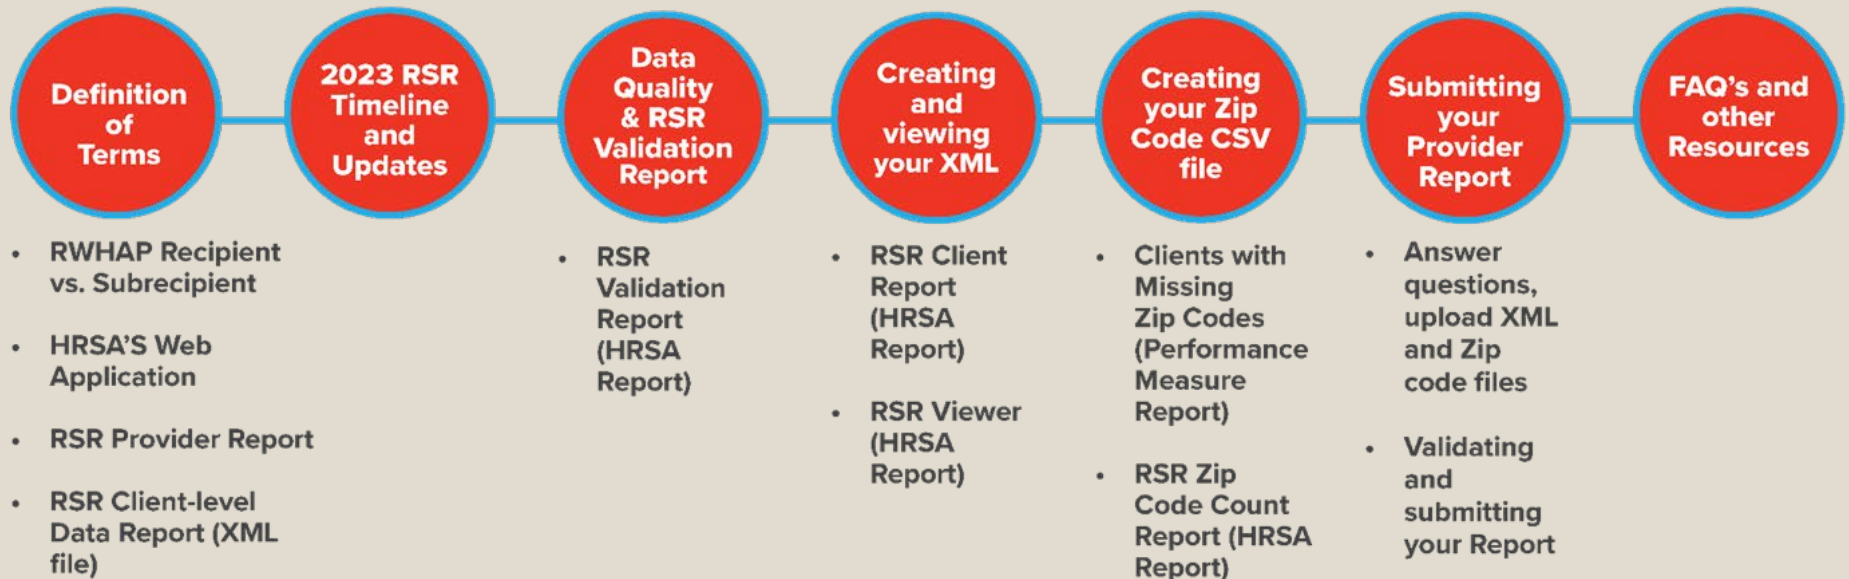 Definition
of
Terms
2023 RSR
Timeline
and
Updates
Data
Quality
& RSR
Validation
Report
Creating
and
viewing
your XML
Creating
your Zip
Code CSV
file
Submitting
your
Provider
Report
FAQ's and
other
Resources
• RWHAP Recipient
vs. Subrecipient
• HRSA'S Web
Application
• RSR Provider Report
• RSR Client-level
Data Report (XML
file)
• RSR
Validation
Report
(HRSA
Report)
• RSR Client
Report
(HRSA
Report)
• RSR Viewer
(HRSA
Report)
• Clients with
Missing
Zip Codes
(Performance
Measure
Report)
• RSR Zip
Code Count
Report (HRSA
Report)
• Answer
questions,
upload XML
and Zip
code files
• Validating
and
submitting
your Report